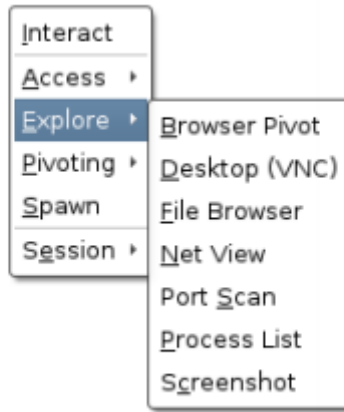 Interact
Access
Explore
Pivoting
Spawn
Session
Browser Pivot
Desktop (VNC)
File Browser
Net View
Port Scan
Process List
Screenshot